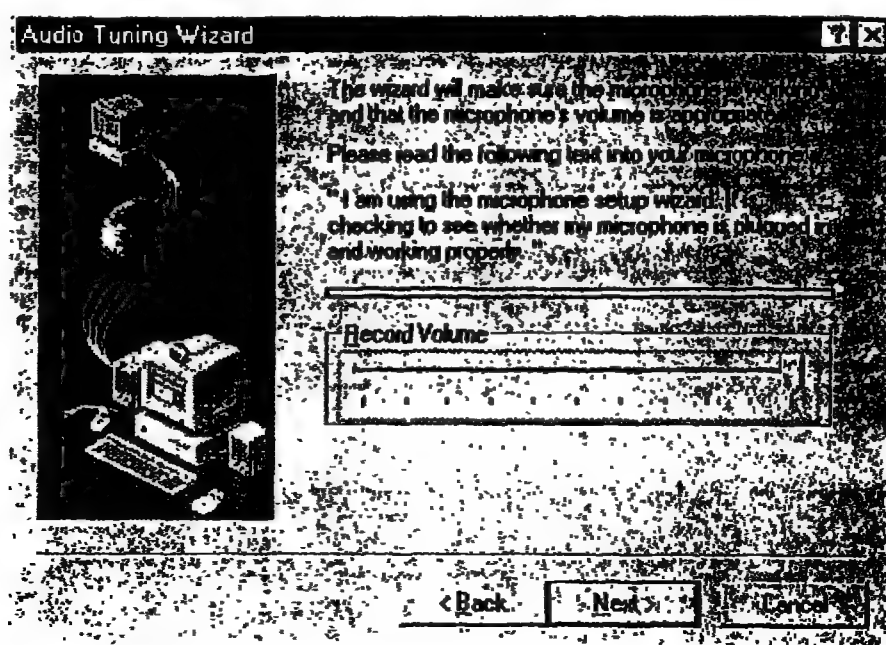 Audio Tuning Wizard
The wizard will make sure the microphone is working
and that the microphone's volume is appropriate.
Please read the following text into your microphone
"I am using the microphone setup wizard. It is
checking to see whether my microphone is plugged in
and working properly."
Record Volume
< Back
Next >
Cancel